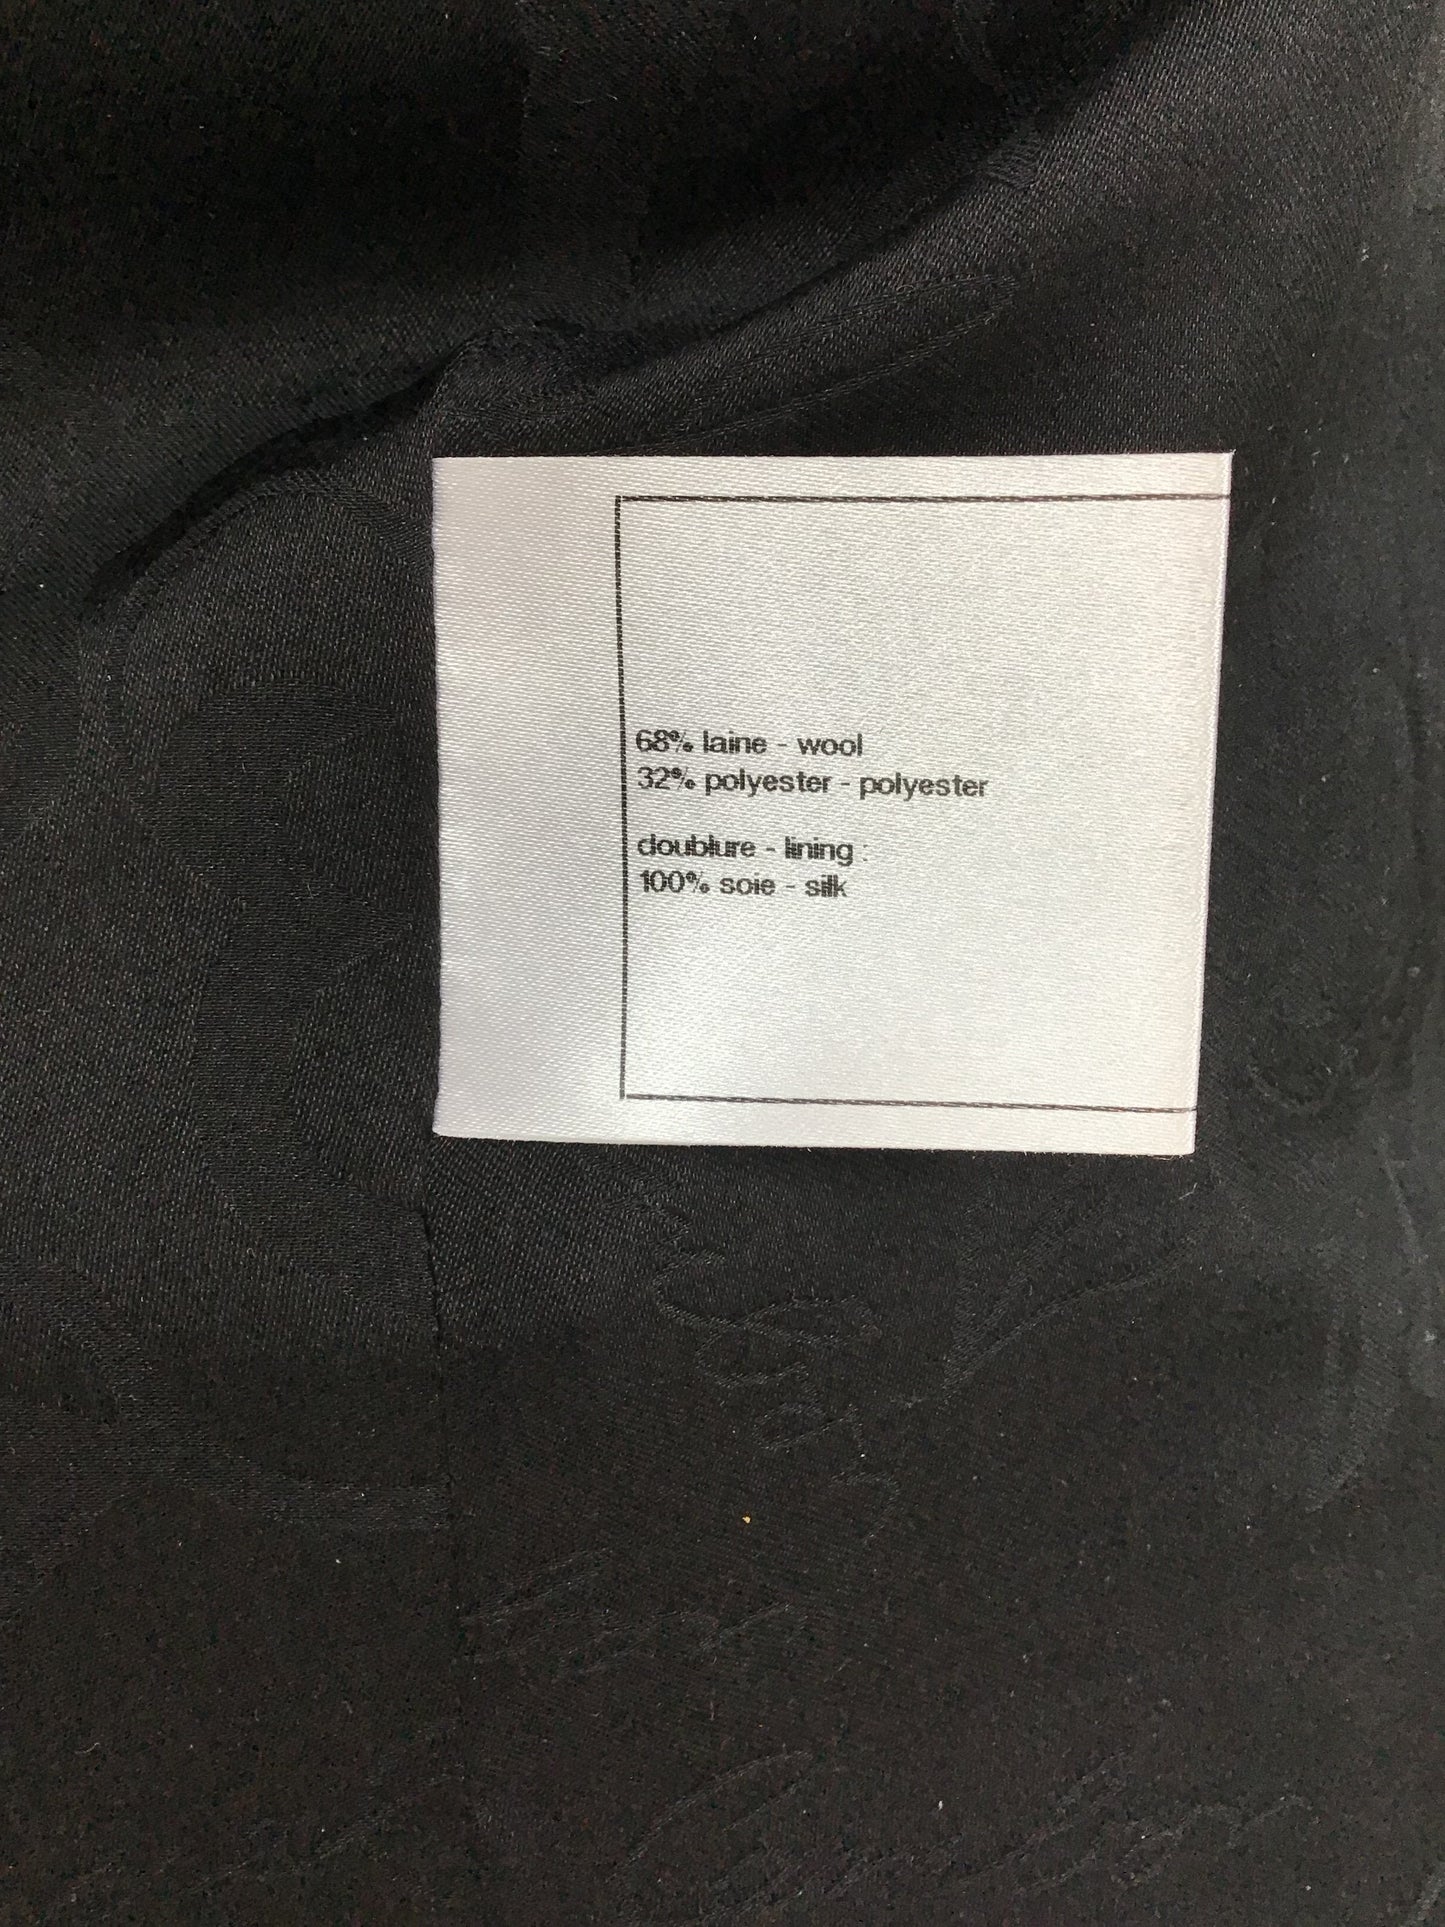 68% laine - wool
32% polyester - polyester
doublure - lining :
100% soie - silk